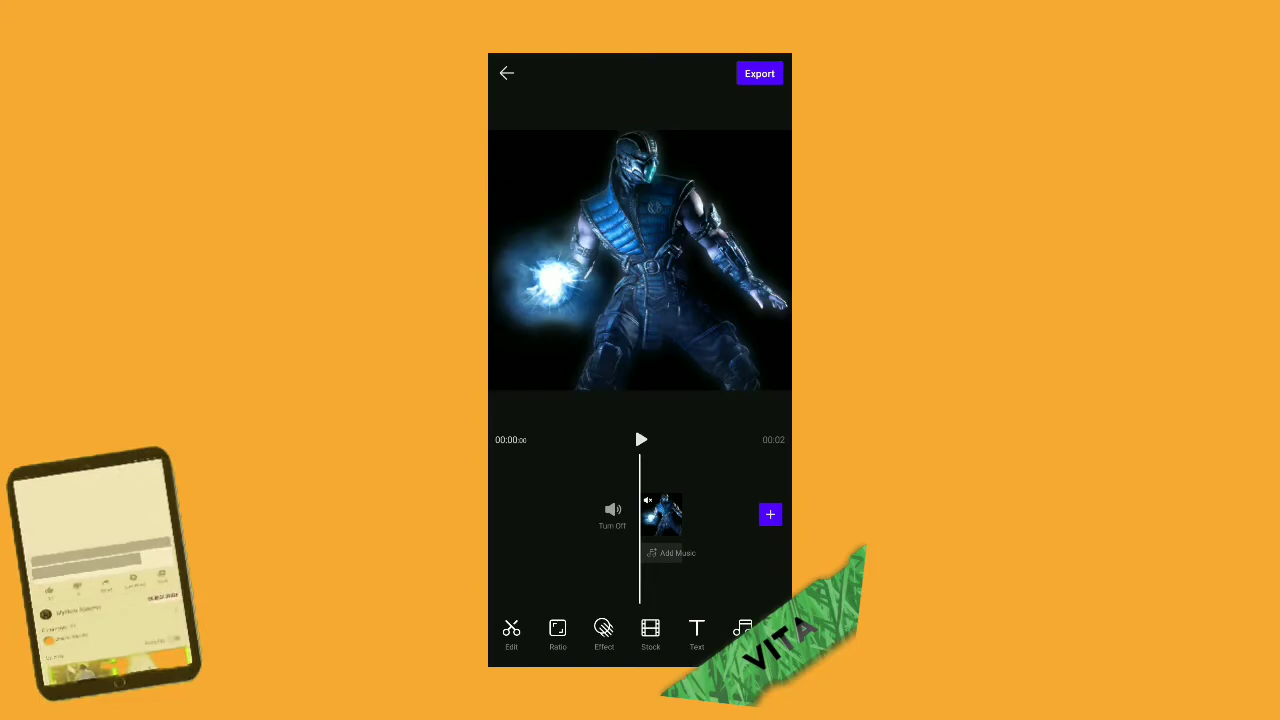 Export
00:00:00
00:02
Turn Off
Add Music
Edit
Ratio
Effect
Stock
Text
VITA